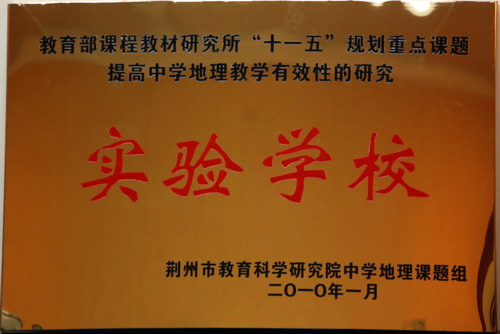 教育部课程教材研究所“十一五”规划重点课题
提高中学地理教学有效性的研究
实验学校
荆州市教育科学研究院中学地理课题组
二〇一〇年一月